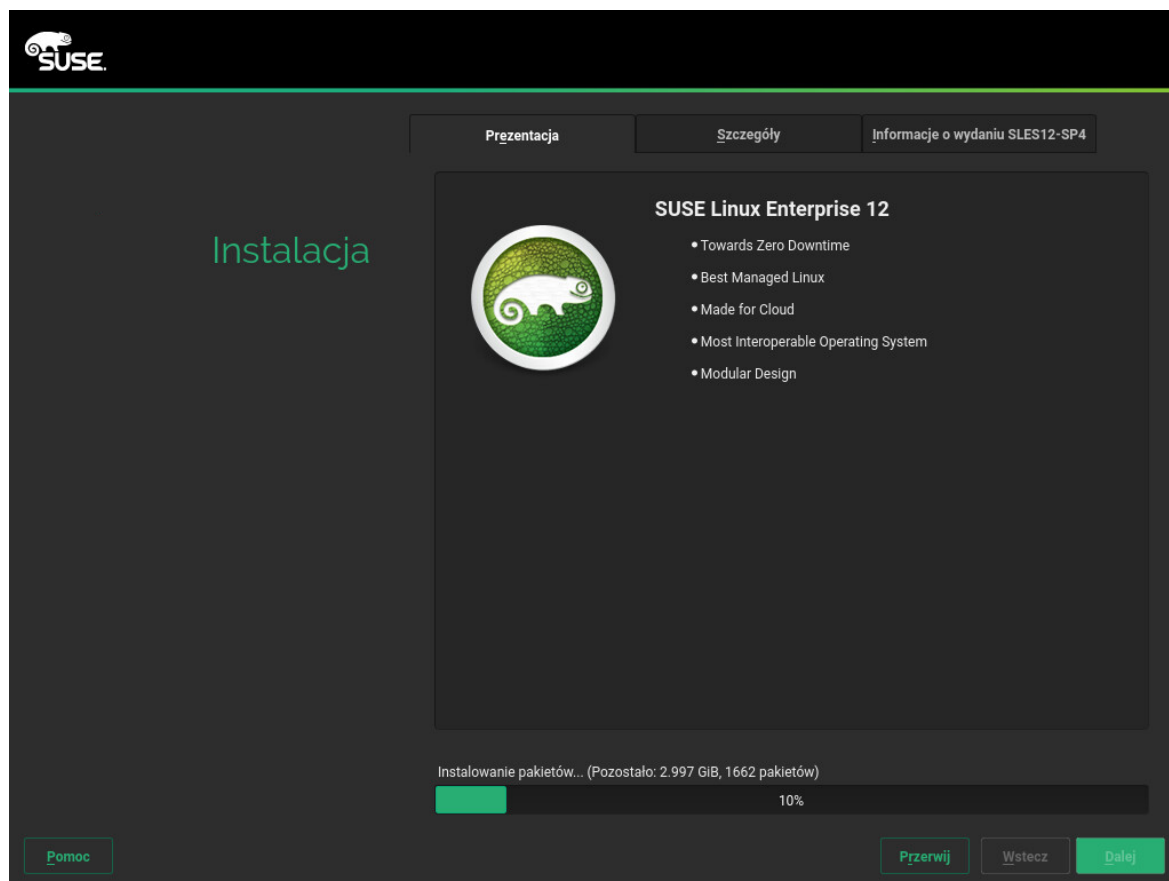 SUSE.
Prezentacja
Szczegóły
Informacje o wydaniu SLES12-SP4
Instalacja
SUSE Linux Enterprise 12
• Towards Zero Downtime
• Best Managed Linux
• Made for Cloud
• Most Interoperable Operating System
• Modular Design
Instalowanie pakietów... (Pozostało: 2.997 GiB, 1662 pakietów)
10%
Pomoc
Przerwij
Wstecz
Dalej